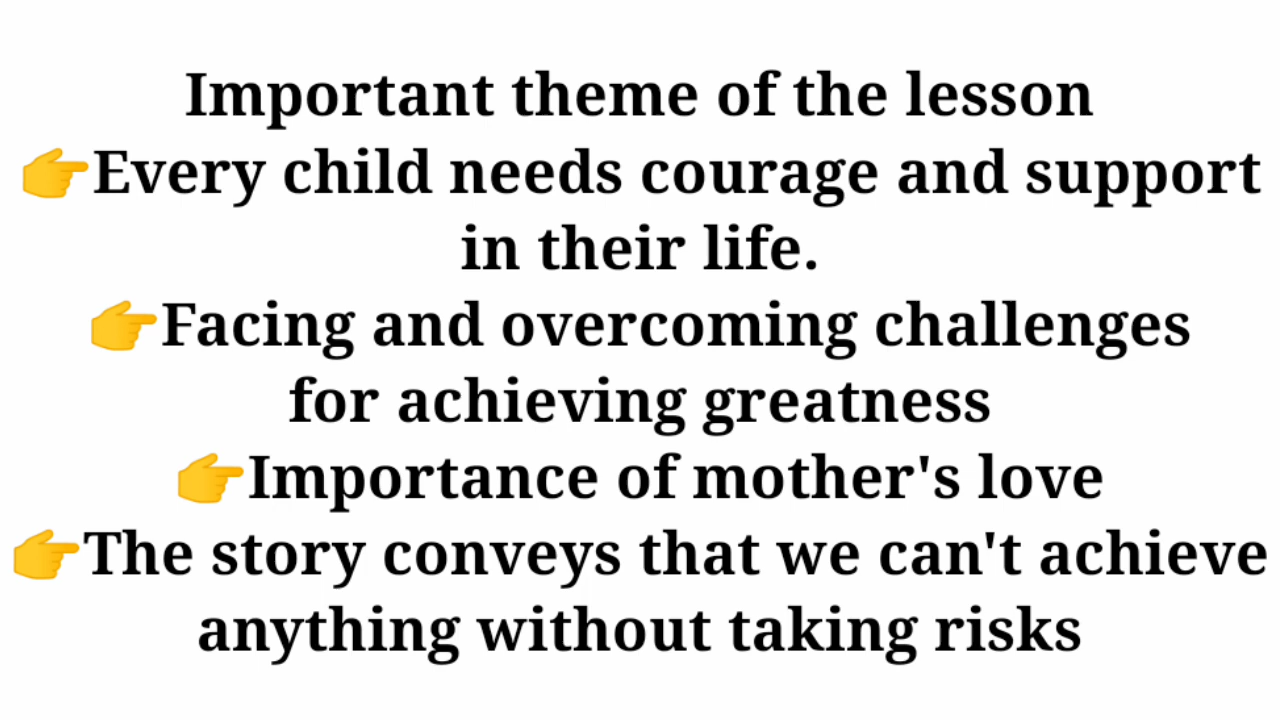 Important theme of the lesson
👉Every child needs courage and support
in their life.
👉Facing and overcoming challenges
for achieving greatness
👉Importance of mother's love
👉The story conveys that we can't achieve
anything without taking risks